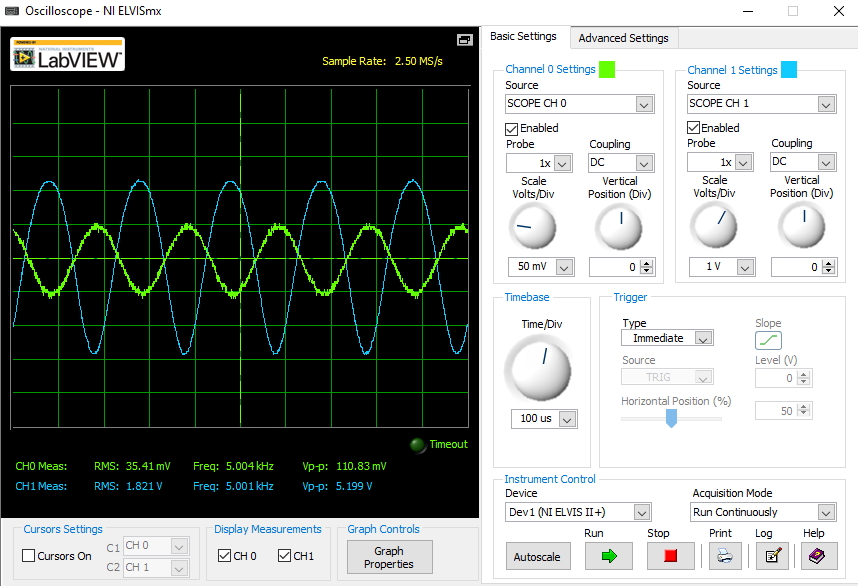 Oscilloscope - NI ELVISmx
POWERED BY
NATIONAL INSTRUMENTS
LabVIEW™
Sample Rate: 2.50 MS/s
Timeout
CH0 Meas: RMS: 35.41 mV Freq: 5.004 kHz Vp-p: 110.83 mV
CH1 Meas: RMS: 1.821 V Freq: 5.001 kHz Vp-p: 5.199 V
Cursors Settings
Cursors On
C1 CH 0
C2 CH 1
Display Measurements
CH 0 CH1
Graph Controls
Graph
Properties
Basic Settings Advanced Settings
Channel 0 Settings
Source
SCOPE CH 0
Enabled
Probe Coupling
1x DC
Scale Vertical
Volts/Div Position (Div)
50 mV 0
Channel 1 Settings
Source
SCOPE CH 1
Enabled
Probe Coupling
1x DC
Scale Vertical
Volts/Div Position (Div)
1 V 0
Timebase
Time/Div
100 us
Trigger
Type Slope
Immediate
Source Level (V)
TRIG 0
Horizontal Position (%)
50
Instrument Control
Device Acquisition Mode
Dev1 (NI ELVIS II+) Run Continuously
Run Stop Print Log Help
Autoscale